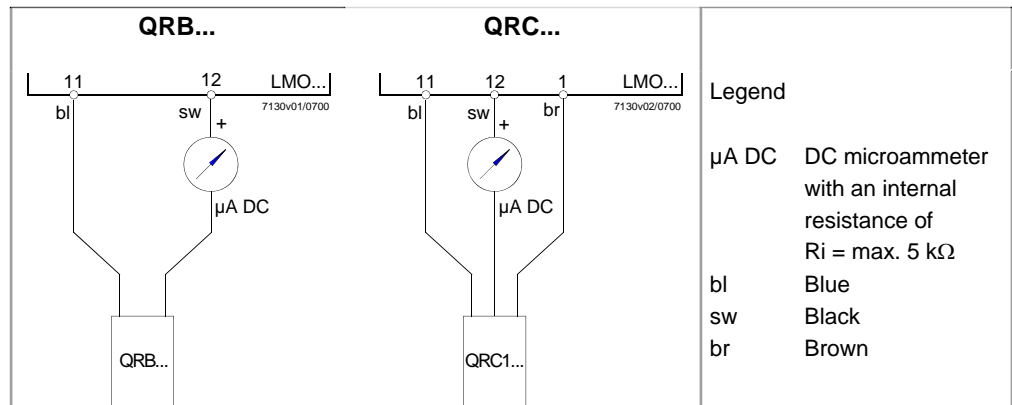 QRB...
11 12 LMO...
bl sw 7130v01/0700
+
µA DC
QRB...
QRC...
11 12 1 LMO...
bl sw br 7130v02/0700
+
µA DC
QRC1...
Legend
µA DC DC microammeter
with an internal
resistance of
Ri = max. 5 kΩ
bl Blue
sw Black
br Brown